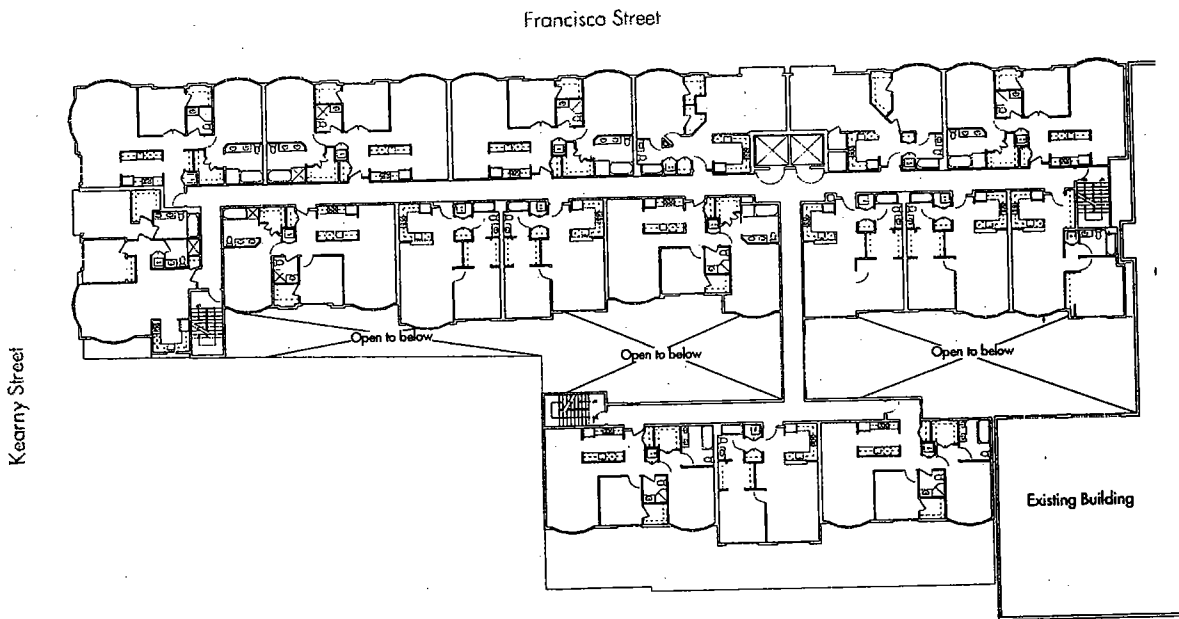 Francisco Street
Kearny Street
Open to below
Open to below
Open to below
Existing Building